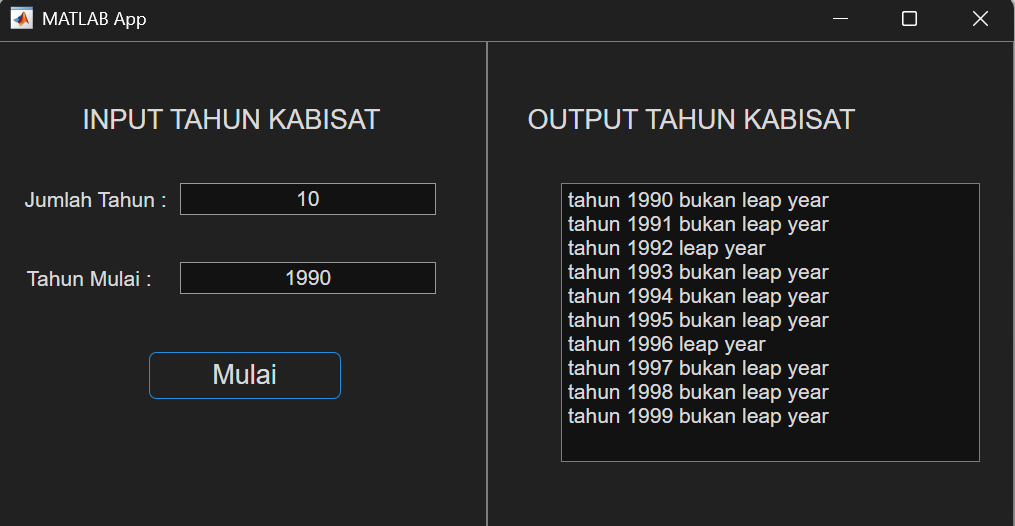 MATLAB App
INPUT TAHUN KABISAT
Jumlah Tahun : 10
Tahun Mulai : 1990
Mulai
OUTPUT TAHUN KABISAT
tahun 1990 bukan leap year
tahun 1991 bukan leap year
tahun 1992 leap year
tahun 1993 bukan leap year
tahun 1994 bukan leap year
tahun 1995 bukan leap year
tahun 1996 leap year
tahun 1997 bukan leap year
tahun 1998 bukan leap year
tahun 1999 bukan leap year